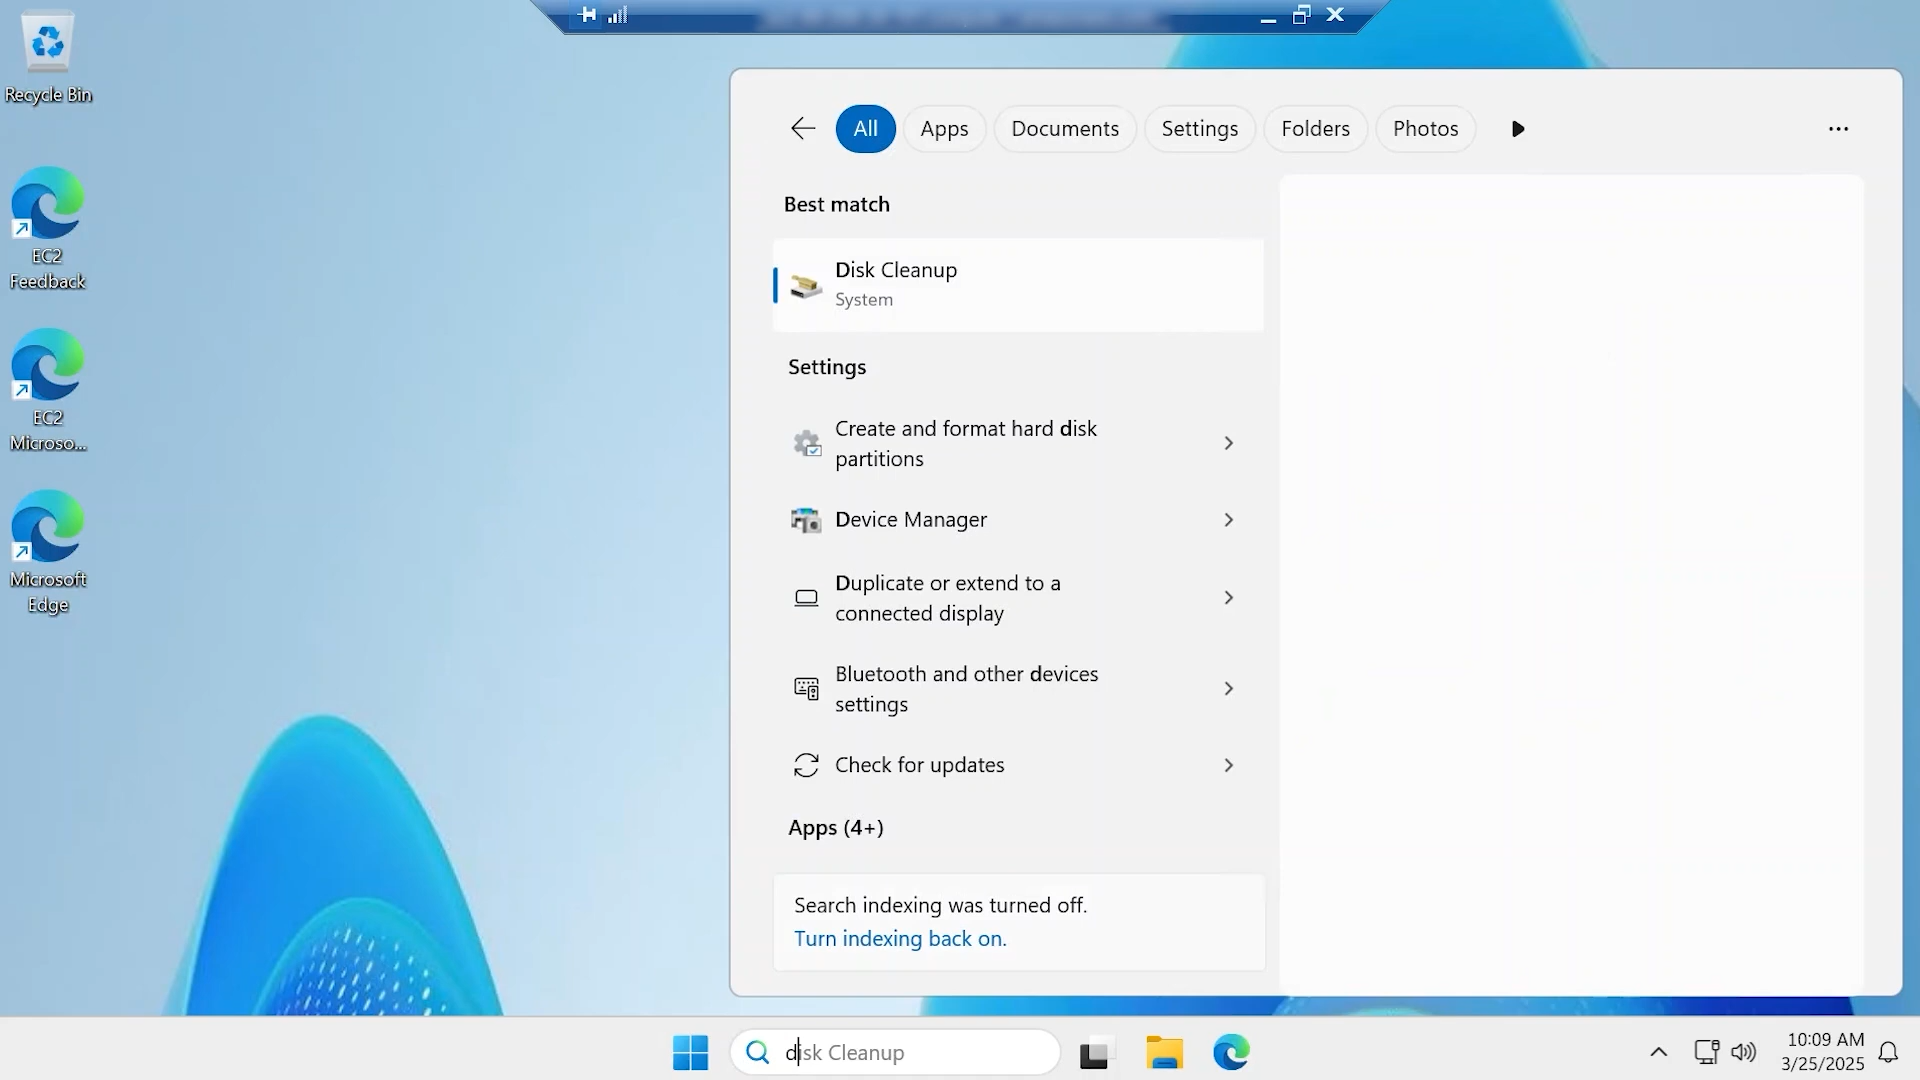 Recycle Bin
EC2
Feedback
EC2
Microso...
Microsoft
Edge
All
Apps
Documents
Settings
Folders
Photos
Best match
Disk Cleanup
System
Settings
Create and format hard disk
partitions
Device Manager
Duplicate or extend to a
connected display
Bluetooth and other devices
settings
Check for updates
Apps (4+)
Search indexing was turned off.
Turn indexing back on.
disk Cleanup
10:09 AM
3/25/2025